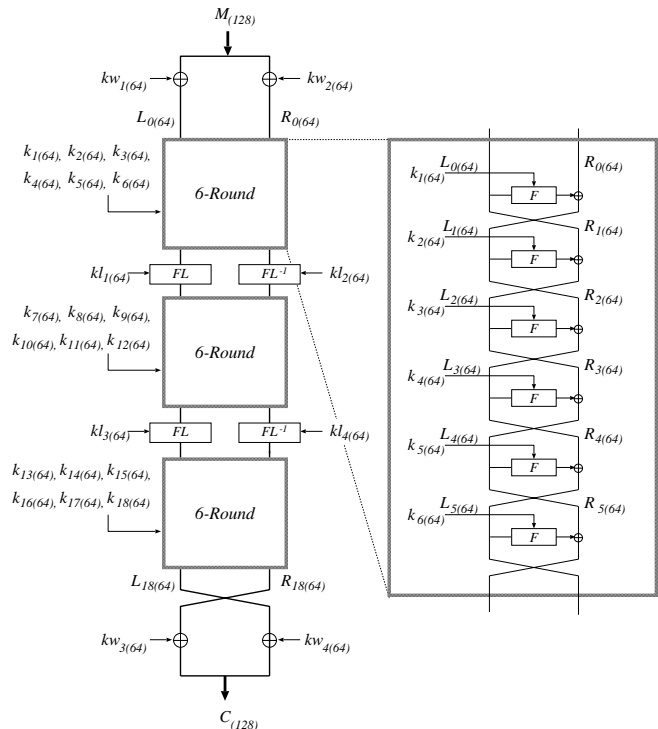 M(128)
kw1(64)
kw2(64)
L0(64)
R0(64)
k1(64), k2(64), k3(64),
k4(64), k5(64), k6(64)
6-Round
kl1(64)
FL
FL-1
kl2(64)
k7(64), k8(64), k9(64),
k10(64), k11(64), k12(64)
6-Round
kl3(64)
FL
FL-1
kl4(64)
k13(64), k14(64), k15(64),
k16(64), k17(64), k18(64)
6-Round
L18(64)
R18(64)
kw3(64)
kw4(64)
C(128)
L0(64)
R0(64)
k1(64)
F
L1(64)
R1(64)
k2(64)
F
L2(64)
R2(64)
k3(64)
F
L3(64)
R3(64)
k4(64)
F
L4(64)
R4(64)
k5(64)
F
L5(64)
R5(64)
k6(64)
F